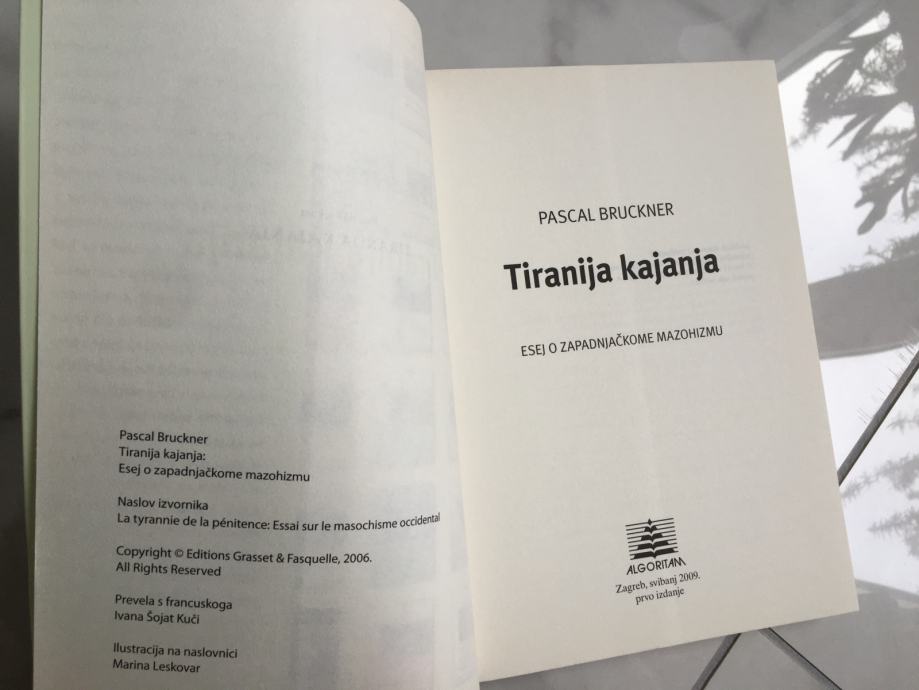 Pascal Bruckner
Tiranija kajanja:
Esej o zapadnjačkome mazohizmu
Naslov izvornika
La tyrannie de la pénitence: Essai sur le masochisme occidental
Copyright © Editions Grasset & Fasquelle, 2006.
All Rights Reserved
Prevela s francuskoga
Ivana Šojat Kuči
Ilustracija na naslovnici
Marina Leskovar
PASCAL BRUCKNER
Tiranija kajanja
ESEJ O ZAPADNJAČKOME MAZOHIZMU
ALGORITAM
Zagreb, svibanj 2009.
prvo izdanje